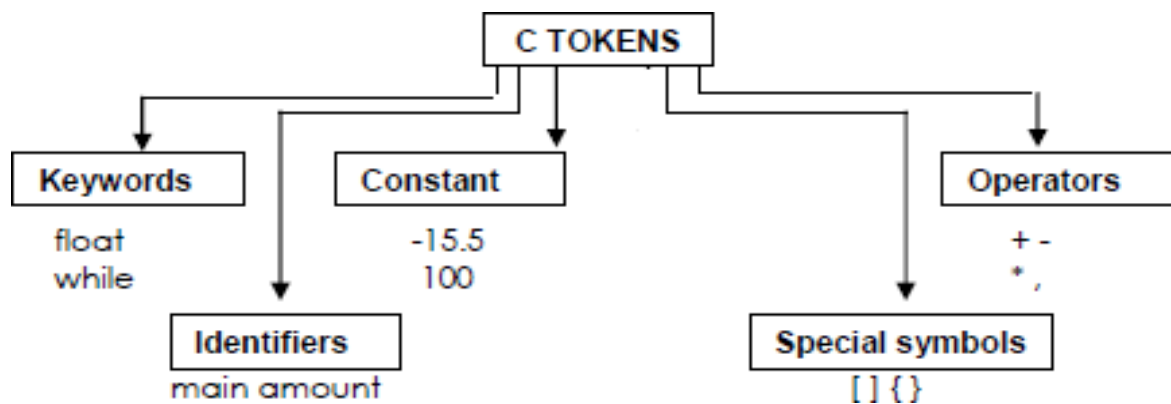 C TOKENS
Keywords
Constant
Operators
float
-15.5
+ -
while
100
* ,
Identifiers
Special symbols
main amount
[ ] { }